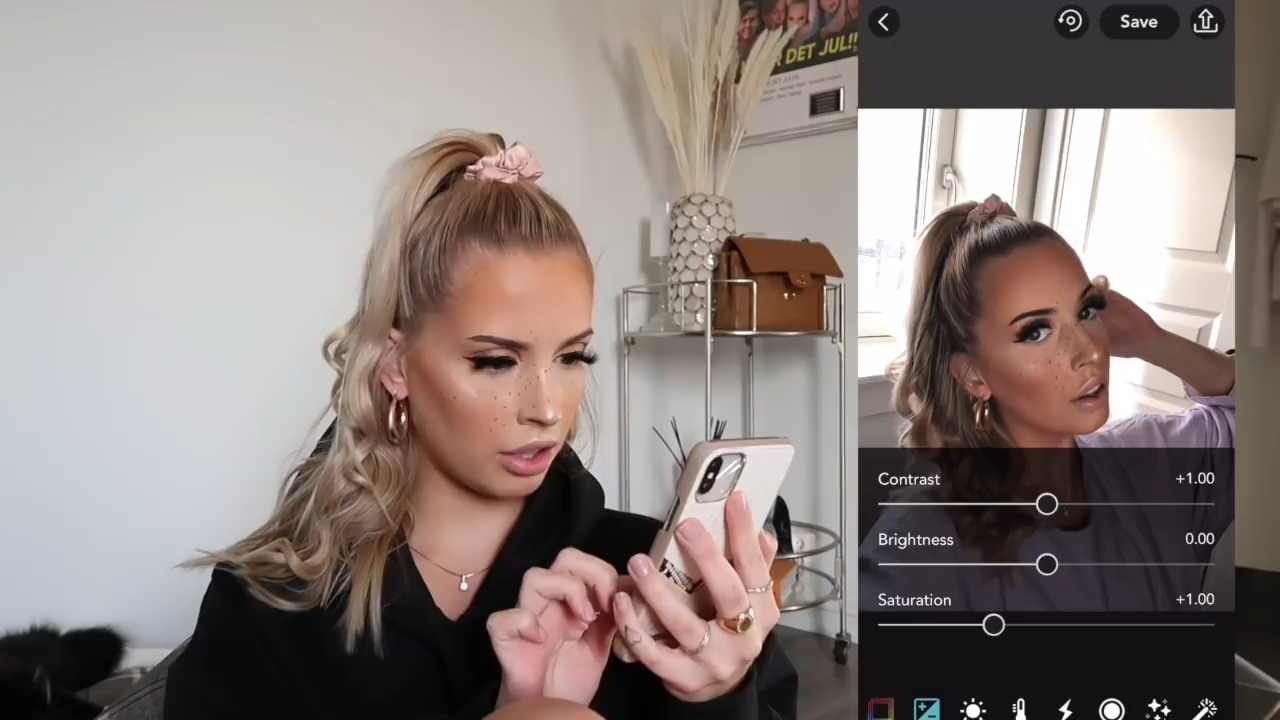 R DET JUL!!
Save
Contrast
+1.00
Brightness
0.00
Saturation
+1.00